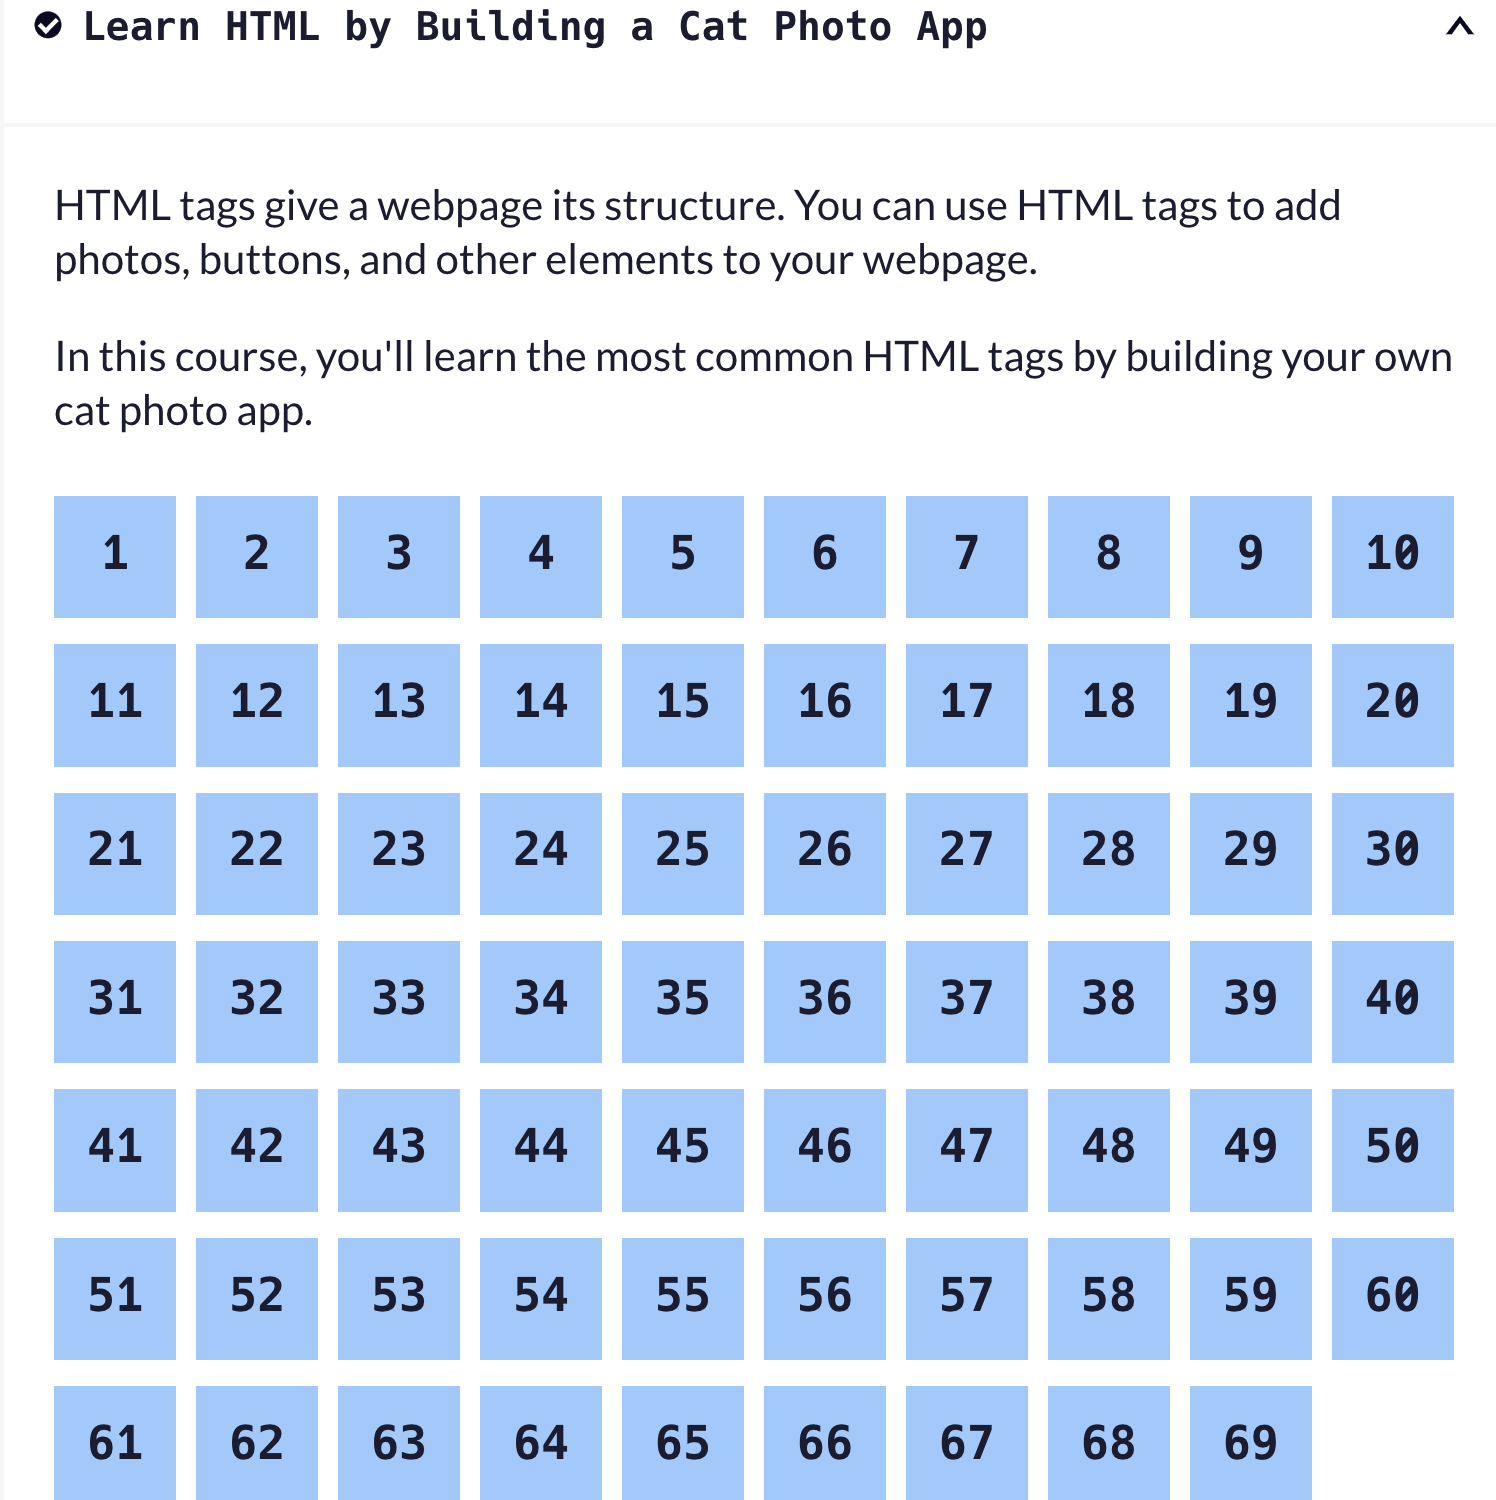 Learn HTML by Building a Cat Photo App
HTML tags give a webpage its structure. You can use HTML tags to add
photos, buttons, and other elements to your webpage.
In this course, you'll learn the most common HTML tags by building your own
cat photo app.
1 2 3 4 5 6 7 8 9 10
11 12 13 14 15 16 17 18 19 20
21 22 23 24 25 26 27 28 29 30
31 32 33 34 35 36 37 38 39 40
41 42 43 44 45 46 47 48 49 50
51 52 53 54 55 56 57 58 59 60
61 62 63 64 65 66 67 68 69